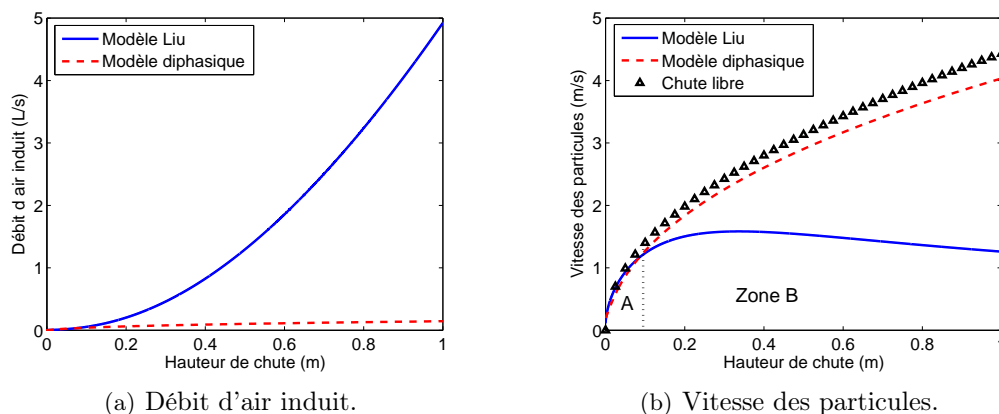 5
4
3
2
1
0
0
0.2
0.4
0.6
0.8
1
Débit d air induit (L/s)
Hauteur de chute (m)
Modèle Liu
Modèle diphasique
(a) Débit d'air induit.
5
4
3
2
1
0
0
0.2
0.4
0.6
0.8
1
Vitesse des particules (m/s)
Hauteur de chute (m)
Modèle Liu
Modèle diphasique
Chute libre
A
Zone B
(b) Vitesse des particules.